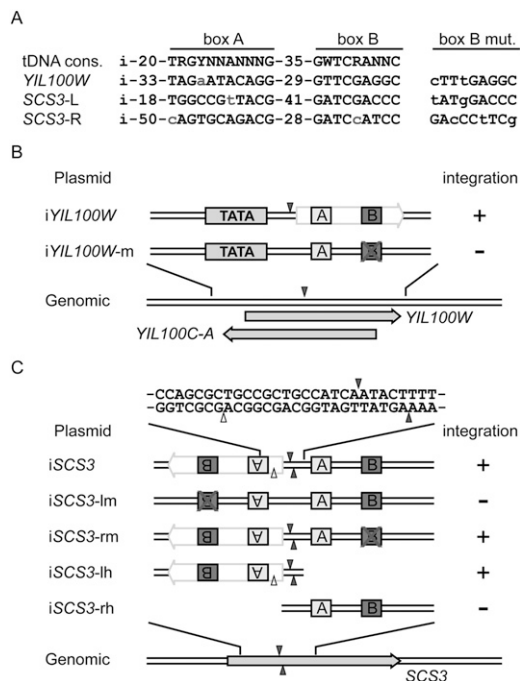 A
box A box B box B mut.
tDNA cons. i-20-TRGYNNANNNG-35-GWTCRANNC
YIL100W i-33-TAGaATACAGG-29-GTTCGAGGC cTTTtGAGGC
SCS3-L i-18-TGGCCGtTACG-41-GATCGACCC tATgGACCC
SCS3-R i-50-cAGTGCAGACG-28-GATCcATCC GAcCctTCg
B
Plasmid integration
iYIL100W TATA A B +
iYIL100W-m TATA A B -
Genomic
YIL100W
YIL100C-A
C
-CCAGCGCTGCCGCTGCCATCAATACTTTT-
-GGTCGCGACGGCGACGGTAGTTATGAAAA-
Plasmid integration
iSCS3 B A A B +
iSCS3-lm B A A B -
iSCS3-rm B A A B +
iSCS3-lh B A +
iSCS3-rh A B -
Genomic
SCS3